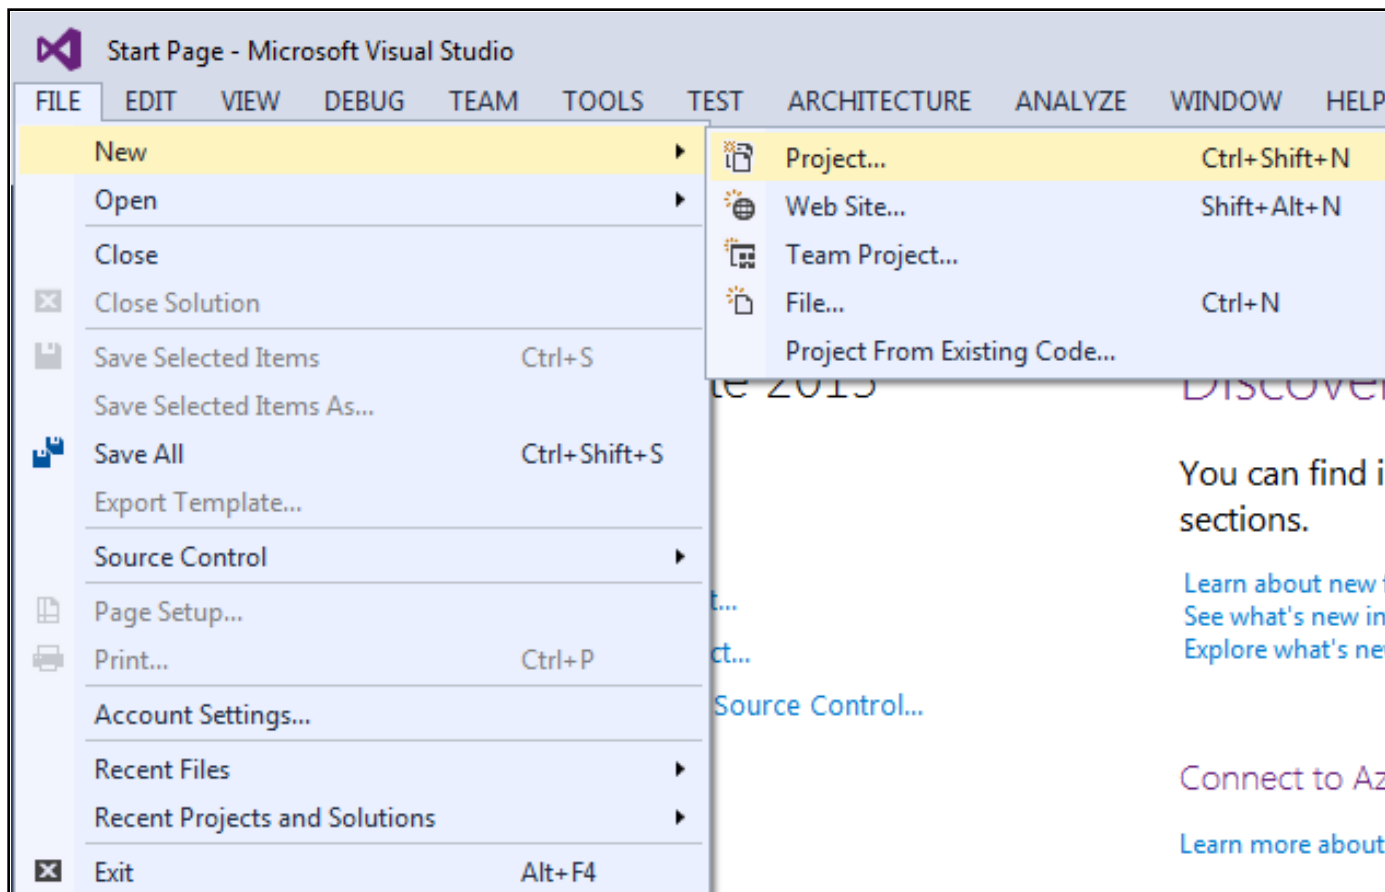 Start Page - Microsoft Visual Studio
FILE EDIT VIEW DEBUG TEAM TOOLS TEST ARCHITECTURE ANALYZE WINDOW HELP
New
Open
Close
Close Solution
Save Selected Items Ctrl+S
Save Selected Items As...
Save All Ctrl+Shift+S
Export Template...
Source Control
Page Setup...
Print... Ctrl+P
Account Settings...
Recent Files
Recent Projects and Solutions
Exit Alt+F4
Project... Ctrl+Shift+N
Web Site... Shift+Alt+N
Team Project...
File... Ctrl+N
Project From Existing Code...
2013
t...
ct...
Source Control...
Discover
You can find
sections.
Learn about new
See what's new in
Explore what's
Connect to
Learn more about